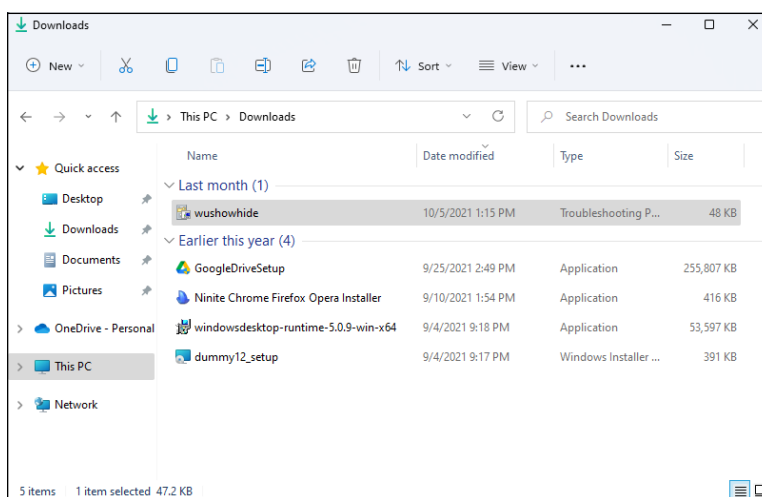 Downloads
New Sort View ...
This PC > Downloads Search Downloads
Name Date modified Type Size
Quick access
Last month (1)
Desktop
wushowhide 10/5/2021 1:15 PM Troubleshooting P... 48 KB
Downloads
Earlier this year (4)
Documents
GoogleDriveSetup 9/25/2021 2:49 PM Application 255,807 KB
Pictures
Ninite Chrome Firefox Opera Installer 9/10/2021 1:54 PM Application 416 KB
OneDrive - Personal
windowsdesktop-runtime-5.0.9-win-x64 9/4/2021 9:18 PM Application 53,597 KB
dummy12_setup 9/4/2021 9:17 PM Windows Installer ... 391 KB
This PC
Network
5 items 1 item selected 47.2 KB